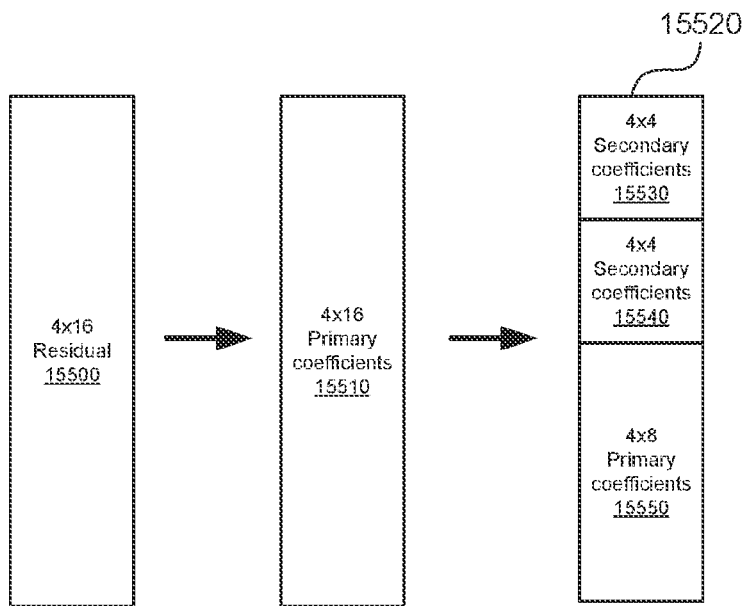 15520
4x16
Residual
15500
4x16
Primary
coefficients
15510
4x4
Secondary
coefficients
15530
4x4
Secondary
coefficients
15540
4x8
Primary
coefficients
15550